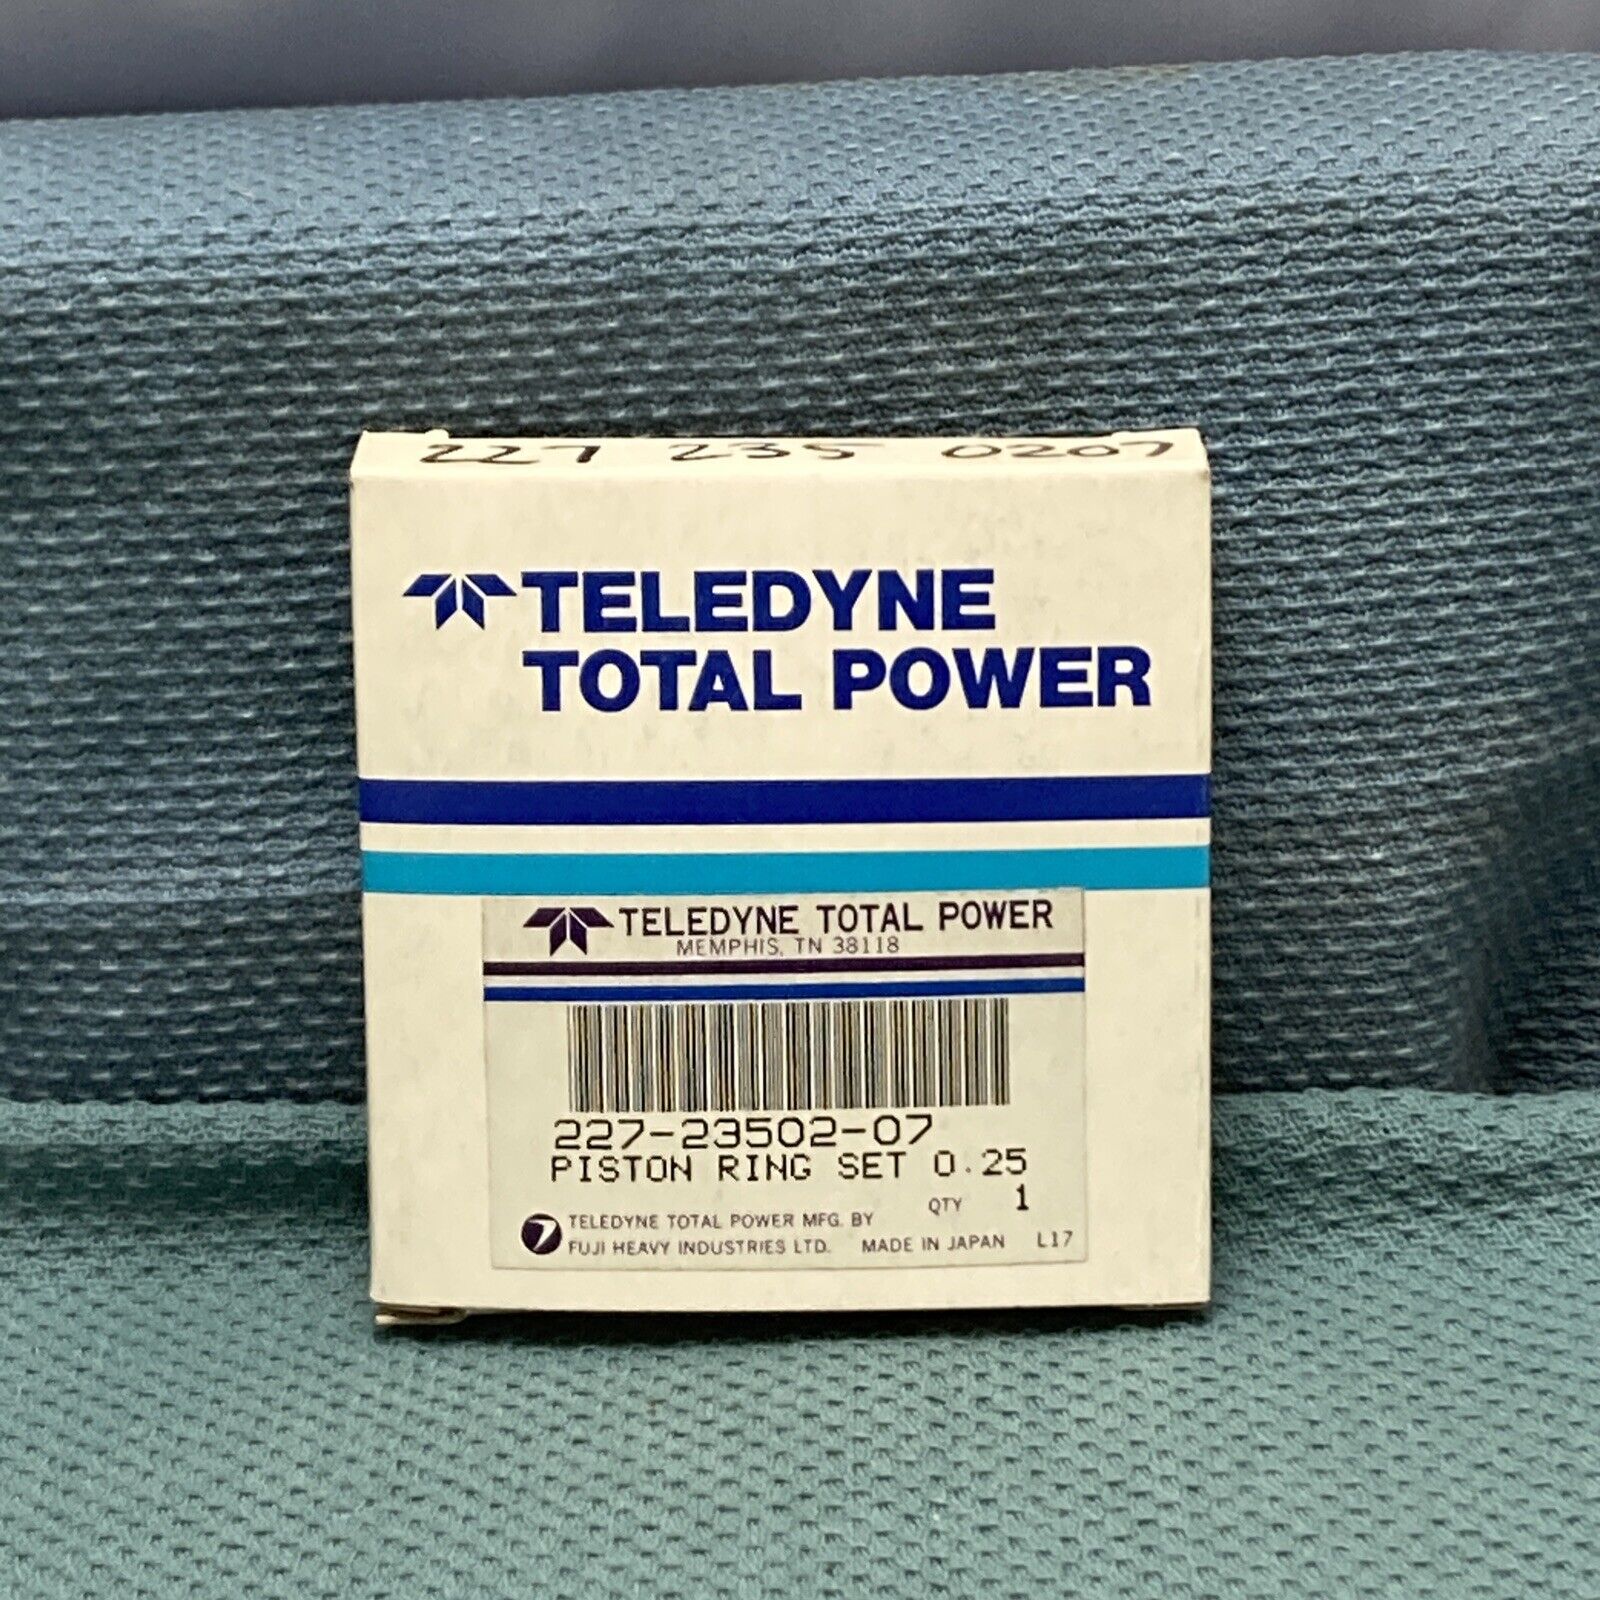 227 235 0207
TELEDYNE
TOTAL POWER
TELEDYNE TOTAL POWER
MEMPHIS, TN 38118
227-23502-07
PISTON RING SET 0.25
QTY 1
TELEDYNE TOTAL POWER MFG. BY
FUJI HEAVY INDUSTRIES LTD. MADE IN JAPAN L17